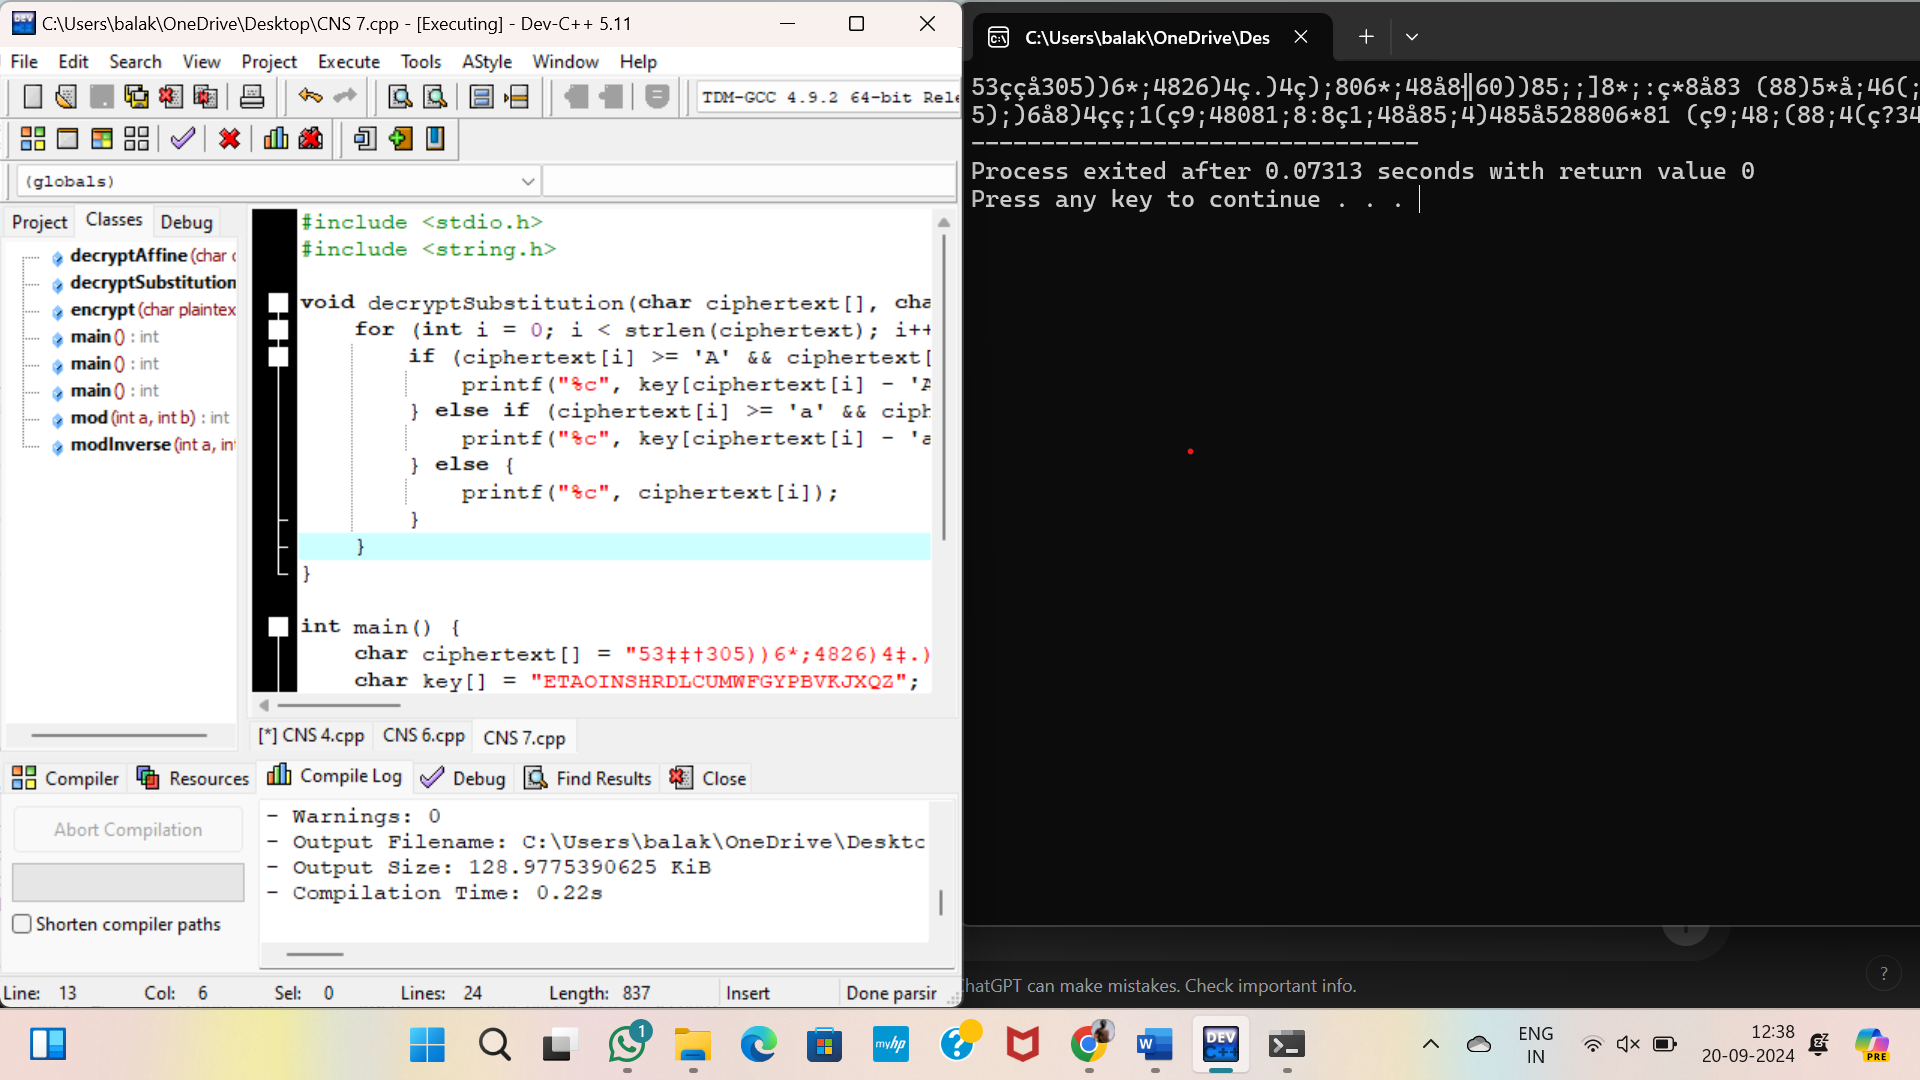 C:\Users\balak\OneDrive\Desktop\CNS 7.cpp - [Executing] - Dev-C++ 5.11
File Edit Search View Project Execute Tools AStyle Window Help
TDM-GCC 4.9.2 64-bit Rele
(globals)
Project Classes Debug
decryptAffine (char c
decryptSubstitution
encrypt (char plaintex
main () : int
main () : int
main () : int
mod (int a, int b) : int
modInverse (int a, int
#include <stdio.h>
#include <string.h>
void decryptSubstitution(char ciphertext[], cha
for (int i = 0; i < strlen(ciphertext); i++
if (ciphertext[i] >= 'A' && ciphertext[
printf("%c", key[ciphertext[i] - 'A
} else if (ciphertext[i] >= 'a' && ciph
printf("%c", key[ciphertext[i] - 'a
} else {
printf("%c", ciphertext[i]);
}
}
}
int main() {
char ciphertext[] = "53‡‡†305))6*;4826)4‡.)
char key[] = "ETAOINSHRDLCUMWFGYPBVKJXQZ";
[*] CNS 4.cpp CNS 6.cpp CNS 7.cpp
Compiler Resources Compile Log Debug Find Results Close
Abort Compilation
Shorten compiler paths
- Warnings: 0
- Output Filename: C:\Users\balak\OneDrive\Deskto
- Output Size: 128.9775390625 KiB
- Compilation Time: 0.22s
Line: 13 Col: 6 Sel: 0 Lines: 24 Length: 837 Insert Done parsin
C:\Users\balak\OneDrive\Des
53ççå305))6*;4826)4ç.)4ç);806*;48å8╢60))85;;]8*;:ç*8å83 (88)5*å;46(;
5);)6å8)4çç;1(ç9;48081;8:8ç1;48å85;4)485å528806*81 (ç9;48;(88;4(ç?34
--------------------------------
Process exited after 0.07313 seconds with return value 0
Press any key to continue . . .
ChatGPT can make mistakes. Check important info.
?
1
myhp
DEV C++
ENG
IN
12:38
20-09-2024
PRE